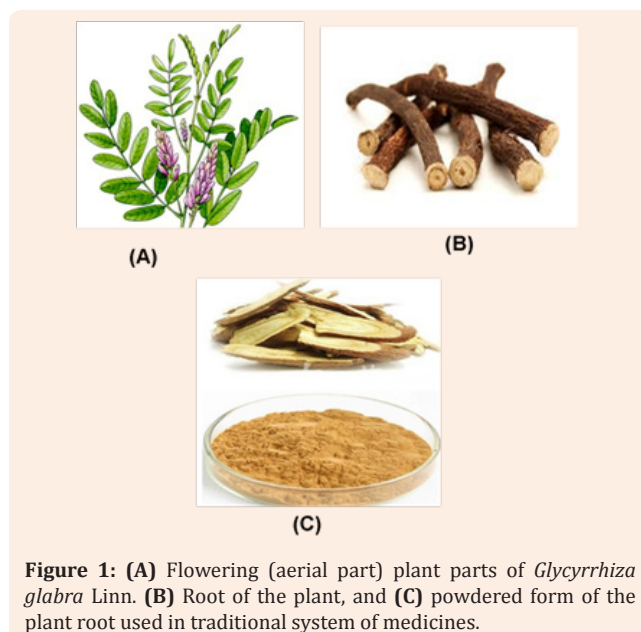 (A)
(B)
(C)
Figure 1: (A) Flowering (aerial part) plant parts of Glycyrrhiza
glabra Linn. (B) Root of the plant, and (C) powdered form of the
plant root used in traditional system of medicines.